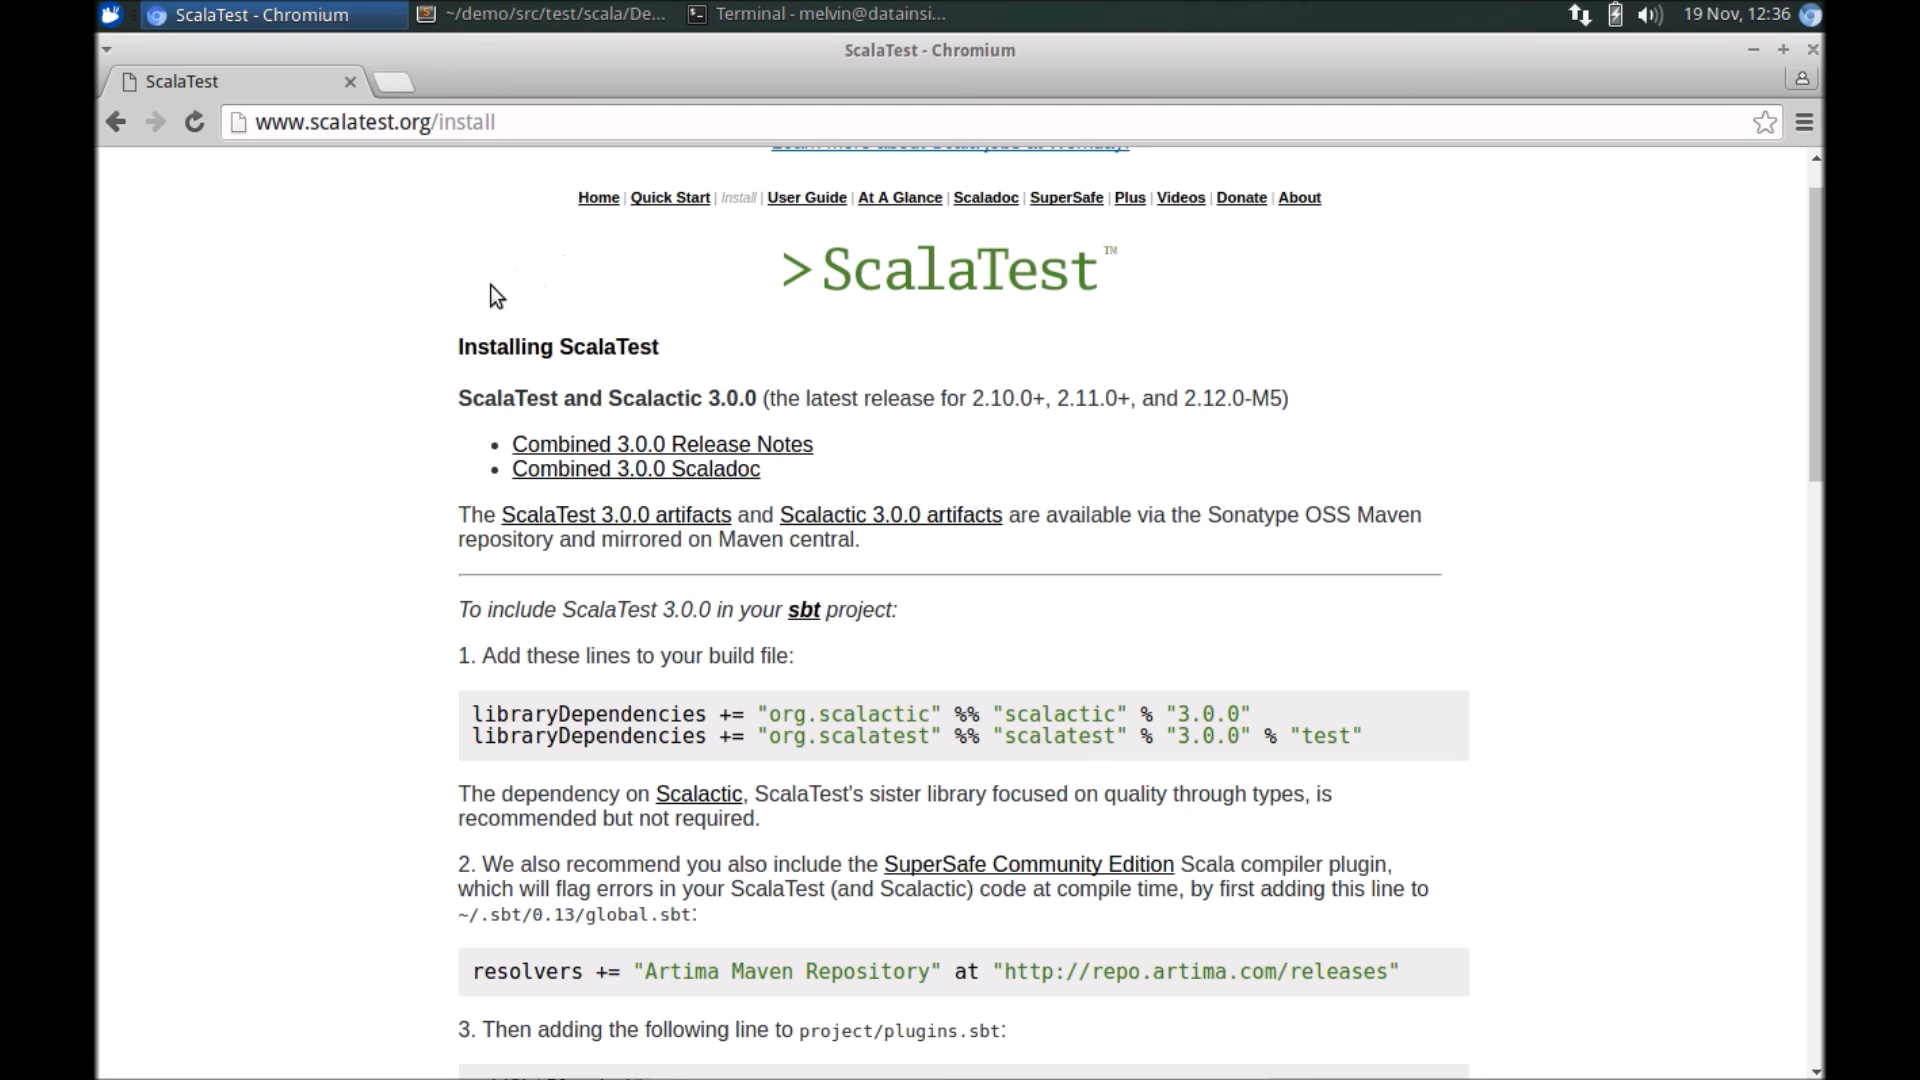 ScalaTest - Chromium
~/demo/src/test/scala/De...
Terminal - melvin@datainsi...
19 Nov, 12:36
ScalaTest - Chromium
ScalaTest
www.scalatest.org/install
Home | Quick Start | Install | User Guide | At A Glance | Scaladoc | SuperSafe | Plus | Videos | Donate | About
>ScalaTest™
Installing ScalaTest
ScalaTest and Scalactic 3.0.0 (the latest release for 2.10.0+, 2.11.0+, and 2.12.0-M5)
• Combined 3.0.0 Release Notes
• Combined 3.0.0 Scaladoc
The ScalaTest 3.0.0 artifacts and Scalactic 3.0.0 artifacts are available via the Sonatype OSS Maven
repository and mirrored on Maven central.
To include ScalaTest 3.0.0 in your sbt project:
1. Add these lines to your build file:
libraryDependencies += "org.scalactic" %% "scalactic" % "3.0.0"
libraryDependencies += "org.scalatest" %% "scalatest" % "3.0.0" % "test"
The dependency on Scalactic, ScalaTest's sister library focused on quality through types, is
recommended but not required.
2. We also recommend you also include the SuperSafe Community Edition Scala compiler plugin,
which will flag errors in your ScalaTest (and Scalactic) code at compile time, by first adding this line to
~/.sbt/0.13/global.sbt:
resolvers += "Artima Maven Repository" at "http://repo.artima.com/releases"
3. Then adding the following line to project/plugins.sbt: